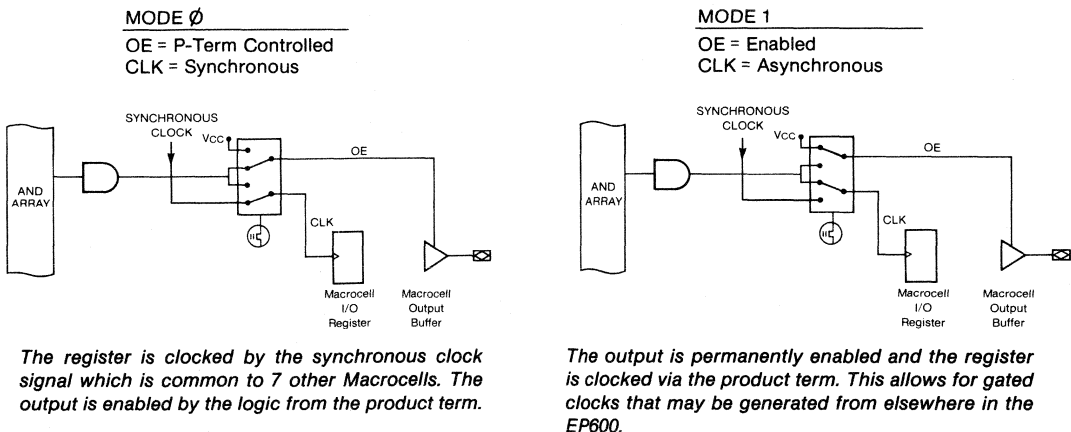 MODE Ø
OE = P-Term Controlled
CLK = Synchronous
SYNCHRONOUS
CLOCK
VCC
OE
AND
ARRAY
CLK
Macrocell
I/O
Register
Macrocell
Output
Buffer
The register is clocked by the synchronous clock
signal which is common to 7 other Macrocells. The
output is enabled by the logic from the product term.
MODE 1
OE = Enabled
CLK = Asynchronous
SYNCHRONOUS
CLOCK
VCC
OE
AND
ARRAY
CLK
Macrocell
I/O
Register
Macrocell
Output
Buffer
The output is permanently enabled and the register
is clocked via the product term. This allows for gated
clocks that may be generated from elsewhere in the
EP600.